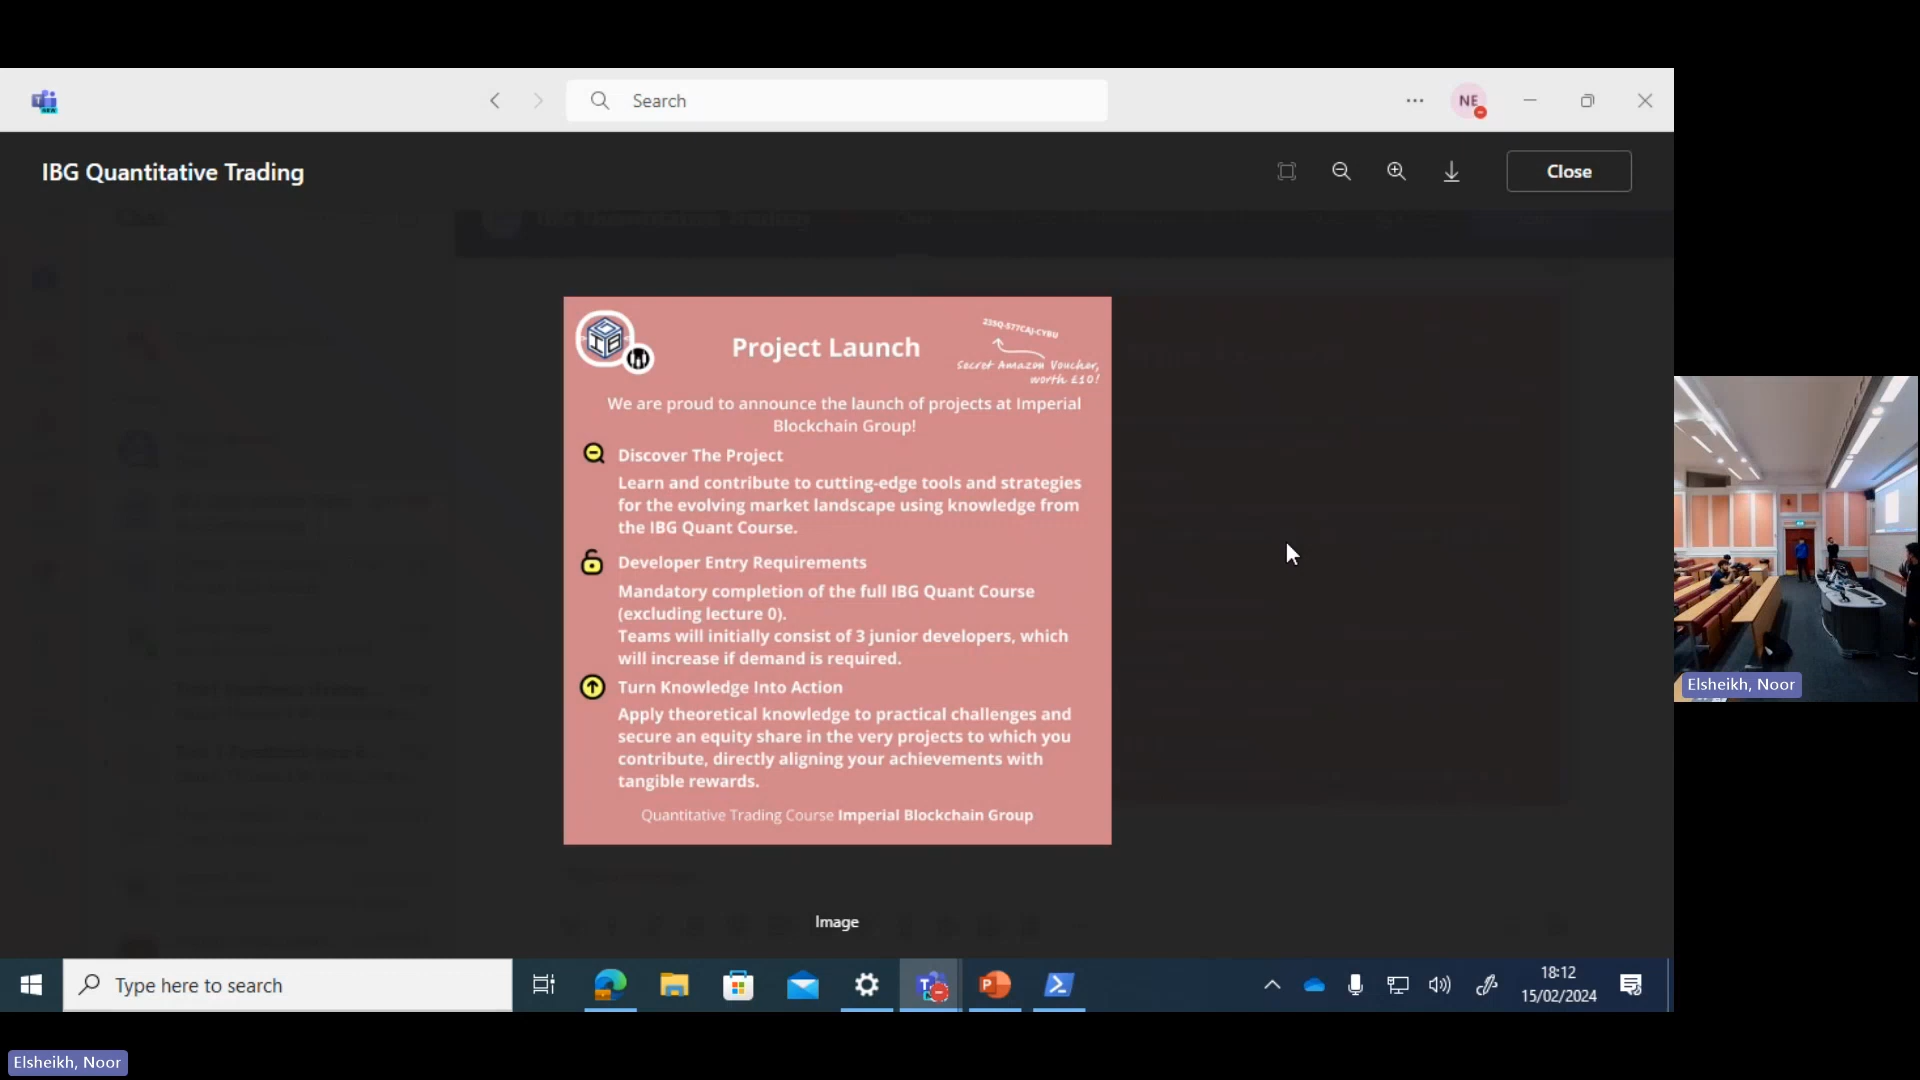 Search
NE
IBG Quantitative Trading
Close
Project Launch
Secret Amazon Voucher,
worth £10!
We are proud to announce the launch of projects at Imperial
Blockchain Group!
Discover The Project
Learn and contribute to cutting-edge tools and strategies
for the evolving market landscape using knowledge from
the IBG Quant Course.
Developer Entry Requirements
Mandatory completion of the full IBG Quant Course
(excluding lecture 0).
Teams will initially consist of 3 junior developers, which
will increase if demand is required.
Turn Knowledge Into Action
Apply theoretical knowledge to practical challenges and
secure an equity share in the very projects to which you
contribute, directly aligning your achievements with
tangible rewards.
Quantitative Trading Course Imperial Blockchain Group
Image
Elsheikh, Noor
Type here to search
18:12
15/02/2024
Elsheikh, Noor